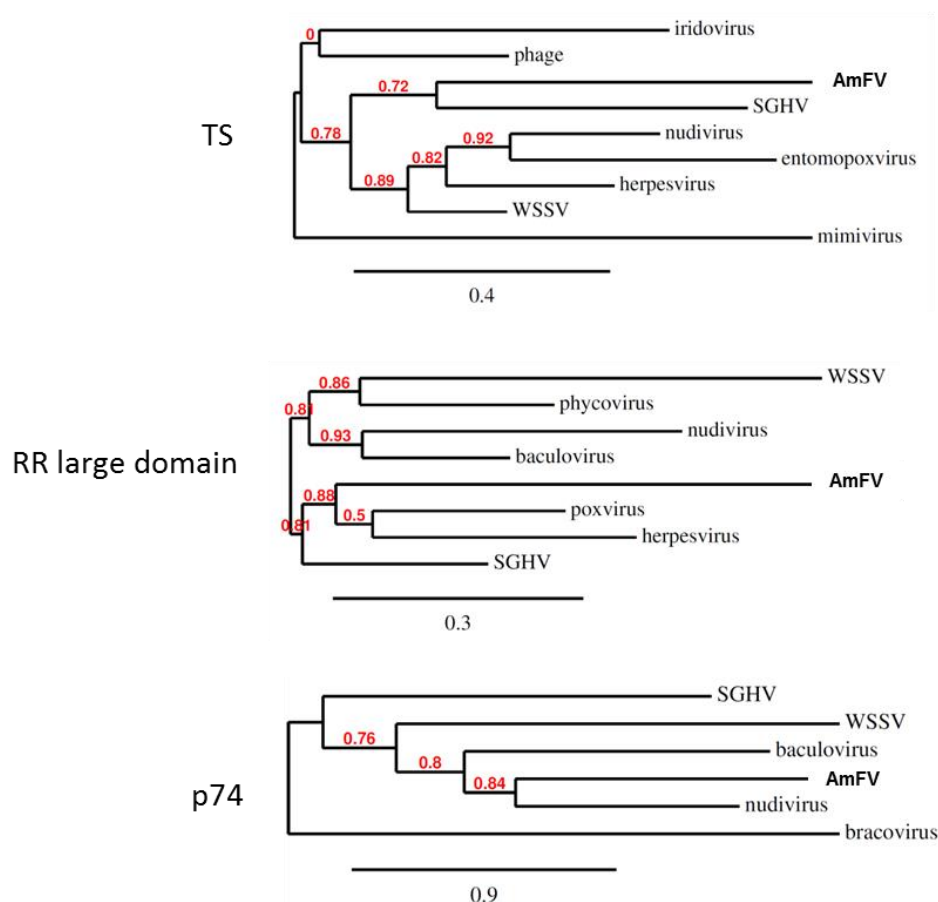 iridovirus
0
phage
0.72
AmFV
SGHV
TS
0.78
nudivirus
0.92
entomopoxvirus
0.82
herpesvirus
0.89
WSSV
mimivirus
0.4
WSSV
0.86
phycovirus
0.81
nudivirus
0.93
baculovirus
RR large domain
AmFV
0.88
poxvirus
0.5
herpesvirus
0.81
SGHV
0.3
SGHV
WSSV
0.76
baculovirus
0.8
AmFV
0.84
nudivirus
p74
bracovirus
0.9